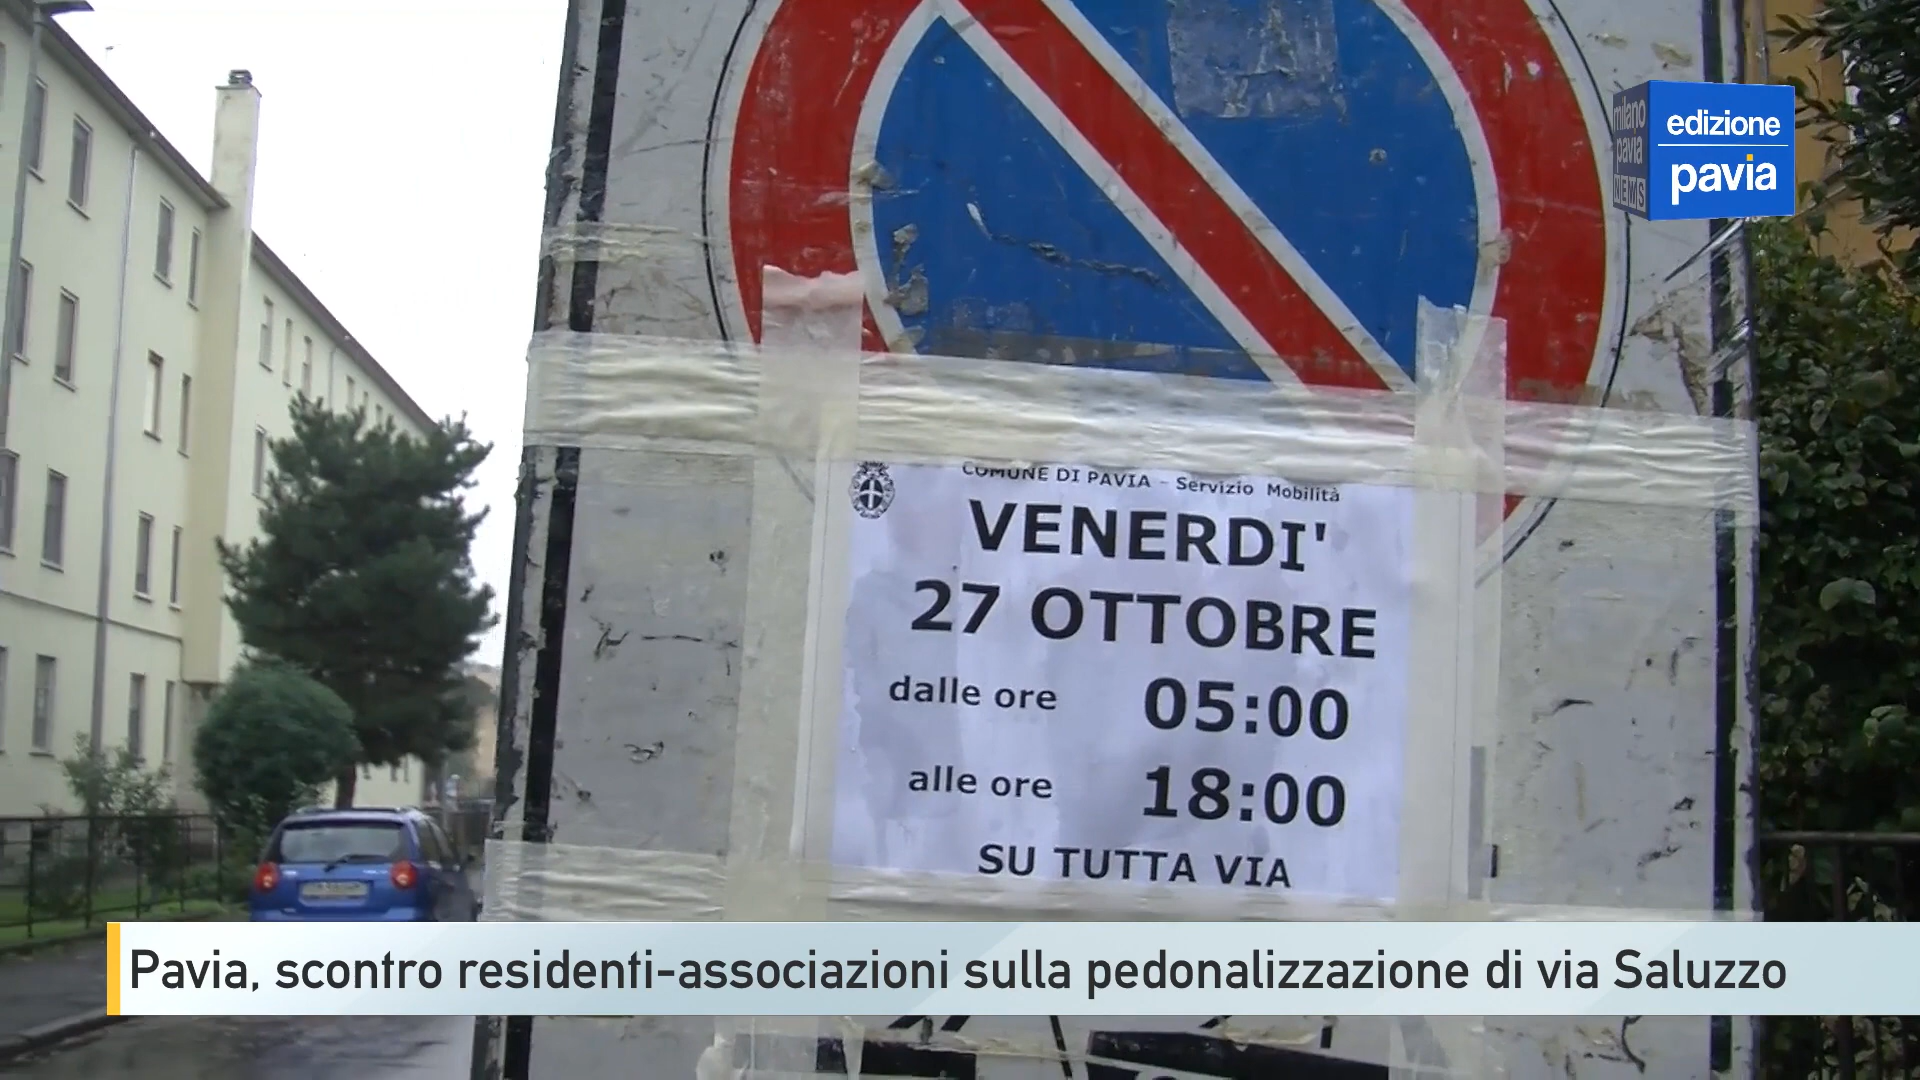 milano
pavia
NEWS
edizione
pavia
COMUNE DI PAVIA - Servizio Mobilità
VENERDI'
27 OTTOBRE
dalle ore 05:00
alle ore 18:00
SU TUTTA VIA
Pavia, scontro residenti-associazioni sulla pedonalizzazione di via Saluzzo